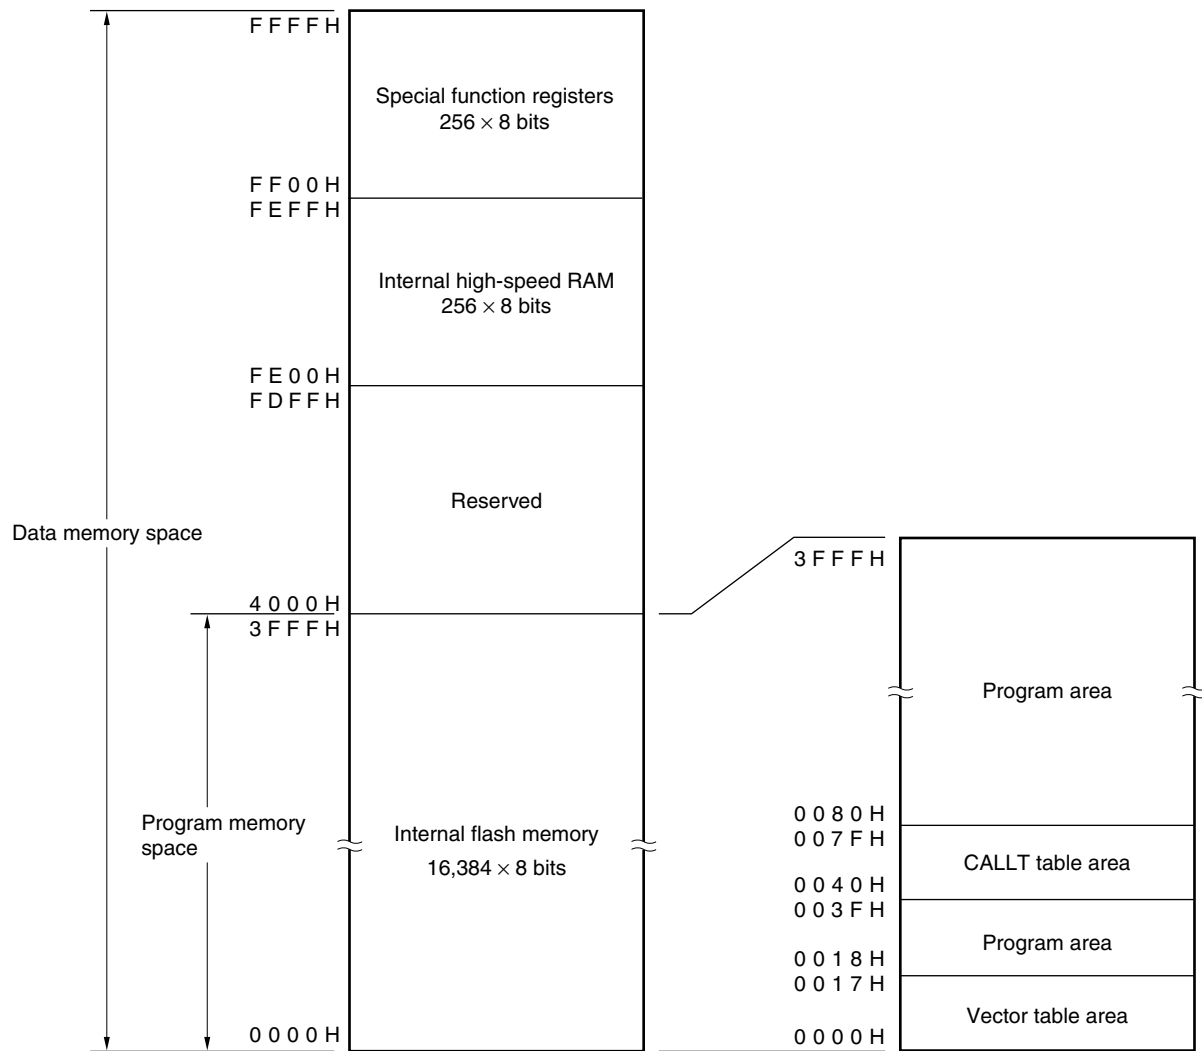 FFFFH
Special function registers
256 × 8 bits
FF00H
FEFFH
Internal high-speed RAM
256 × 8 bits
FE00H
FDFFH
Reserved
Data memory space
4000H
3FFFH
Program memory
space
Internal flash memory
16,384 × 8 bits
0000H
3FFFH
Program area
0080H
007FH
CALLT table area
0040H
003FH
Program area
0018H
0017H
Vector table area
0000H